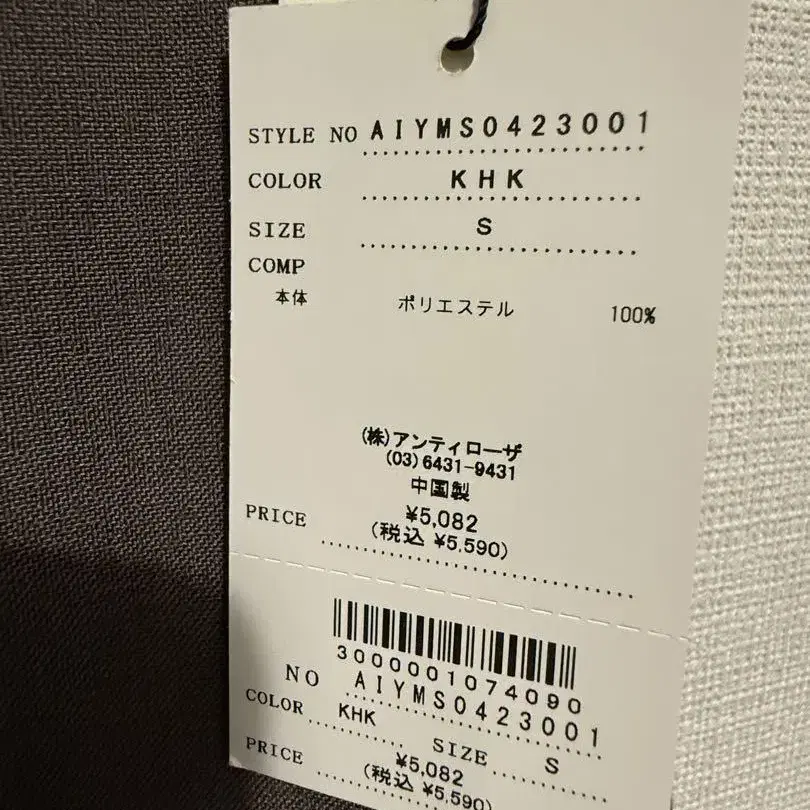 STYLE NO AIYMS0423001
COLOR KHK
SIZE S
COMP
本体 ポリエステル 100%
(株)アンティローザ
(03)6431-9431
中国製
PRICE ¥5,082
(税込 ¥5.590)
3000001074090
NO AIYMS0423001
COLOR KHK SIZE S
PRICE ¥5,082
(税込 ¥5.590)